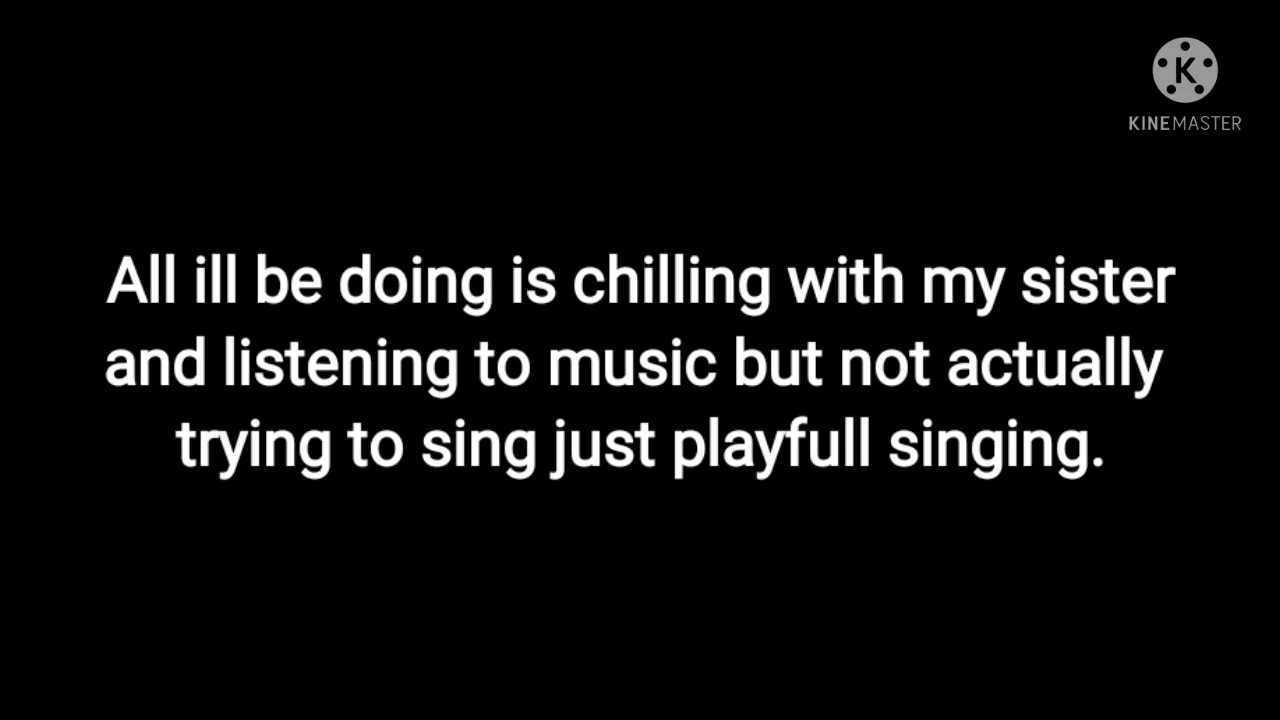 K
KINEMASTER
All ill be doing is chilling with my sister
and listening to music but not actually
trying to sing just playfull singing.